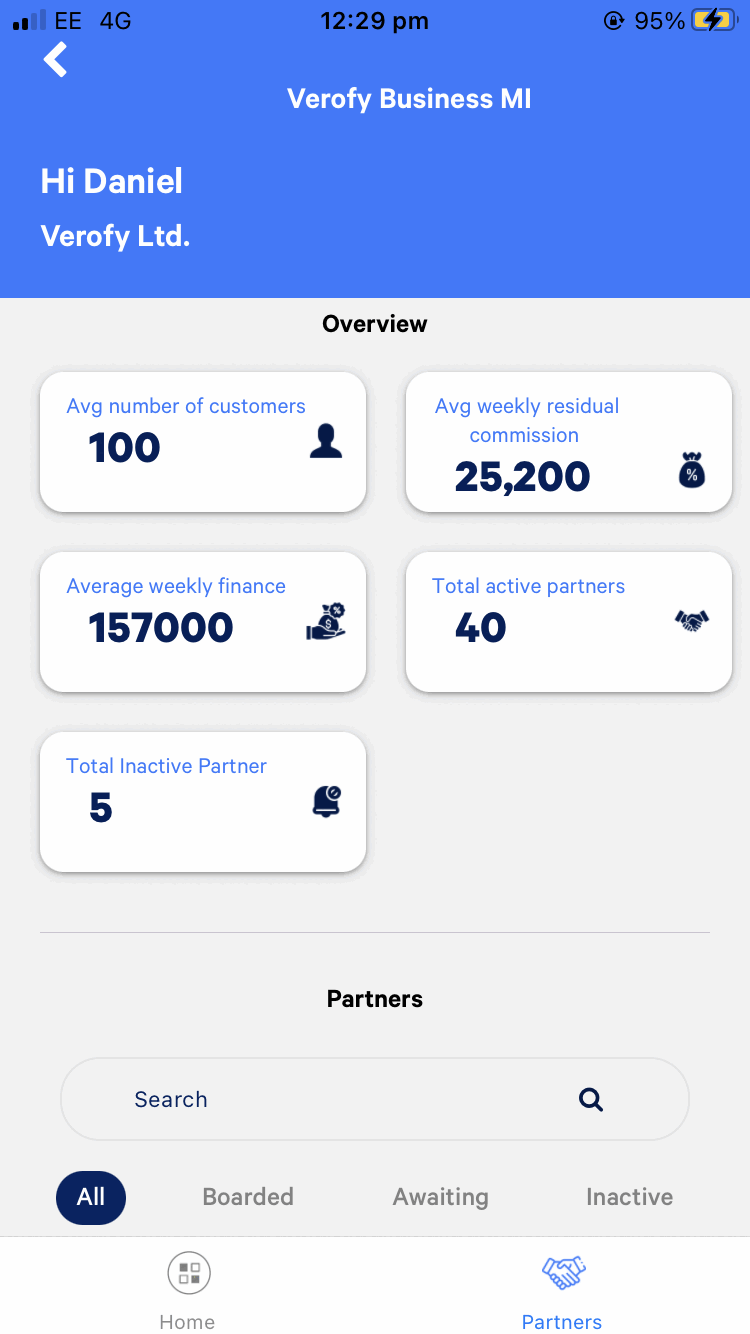 EE 4G 12:29 pm 95%
Verofy Business MI
Hi Daniel
Verofy Ltd.
Overview
Avg number of customers
100
Avg weekly residual
commission
25,200
%
Average weekly finance
157000
%
$
Total active partners
40
Total Inactive Partner
5
Partners
Search
All Boarded Awaiting Inactive
Home Partners